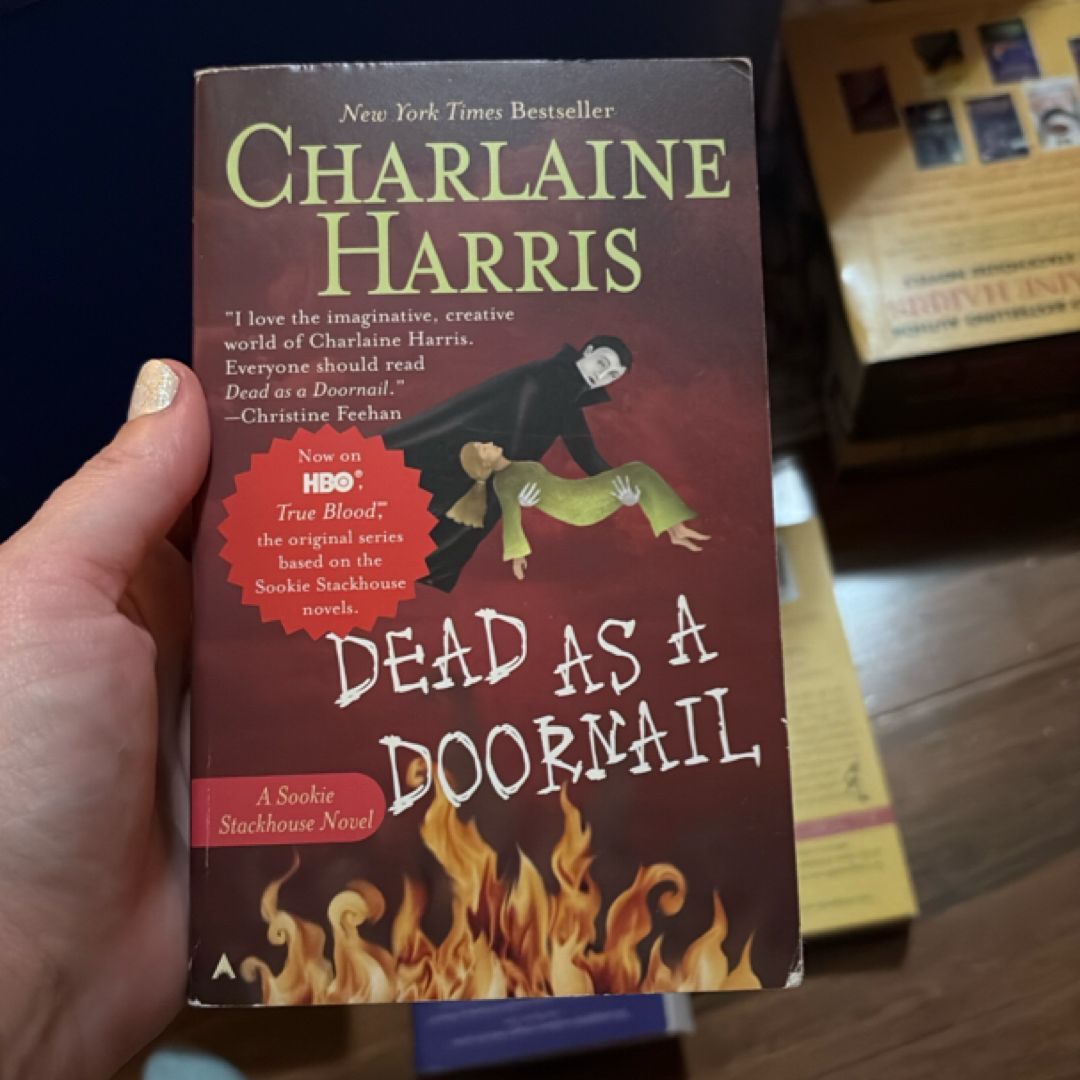 New York Times Bestseller
CHARLAINE
HARRIS
"I love the imaginative, creative
world of Charlaine Harris.
Everyone should read
Dead as a Doornail."
—Christine Feehan
Now on
HBO®,
True Blood,℠
the original series
based on the
Sookie Stackhouse
novels.
DEAD AS A
DOORNAIL
A Sookie
Stackhouse Novel
A